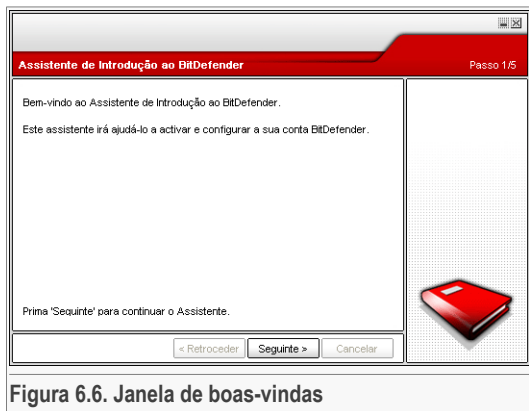 Assistente de Introdução ao BitDefender
Passo 1/5
Bem-vindo ao Assistente de Introdução ao BitDefender.
Este assistente irá ajudá-lo a activar e configurar a sua conta BitDefender.
Prima 'Seguinte' para continuar o Assistente.
< Retroceder
Seguinte >
Cancelar
Figura 6.6. Janela de boas-vindas